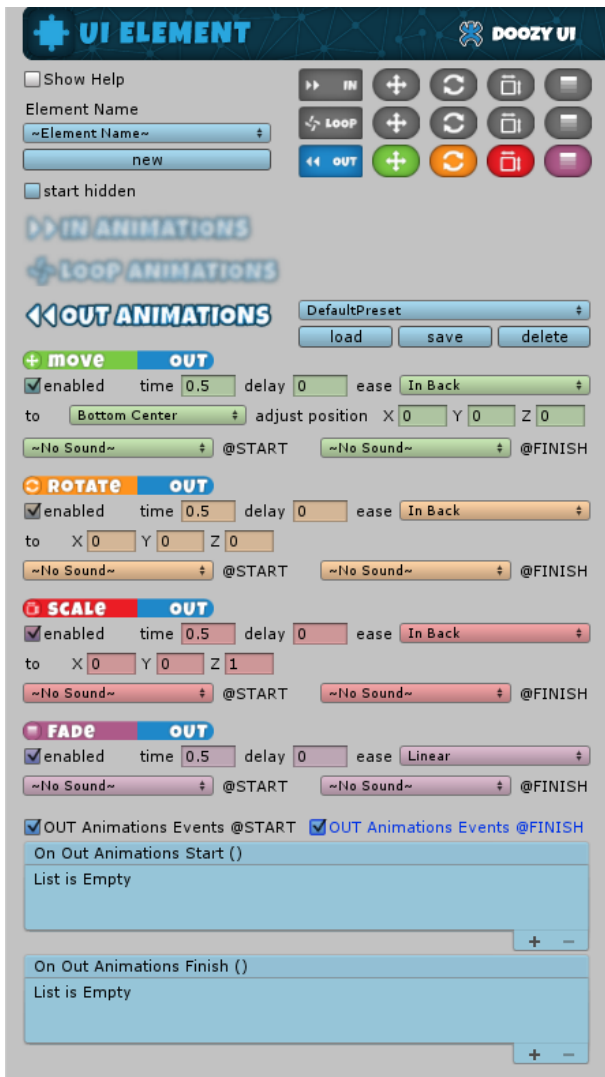 UI ELEMENT DOOZY UI
Show Help IN
Element Name
~Element Name~ LOOP
new OUT
start hidden
IN ANIMATIONS
LOOP ANIMATIONS
OUT ANIMATIONS DefaultPreset
load save delete
move OUT
enabled time 0.5 delay 0 ease In Back
to Bottom Center adjust position X 0 Y 0 Z 0
~No Sound~ @START ~No Sound~ @FINISH
ROTATe OUT
enabled time 0.5 delay 0 ease In Back
to X 0 Y 0 Z 0
~No Sound~ @START ~No Sound~ @FINISH
SCALe OUT
enabled time 0.5 delay 0 ease In Back
to X 0 Y 0 Z 1
~No Sound~ @START ~No Sound~ @FINISH
FADe OUT
enabled time 0.5 delay 0 ease Linear
~No Sound~ @START ~No Sound~ @FINISH
OUT Animations Events @START OUT Animations Events @FINISH
On Out Animations Start ()
List is Empty
+ −
On Out Animations Finish ()
List is Empty
+ −